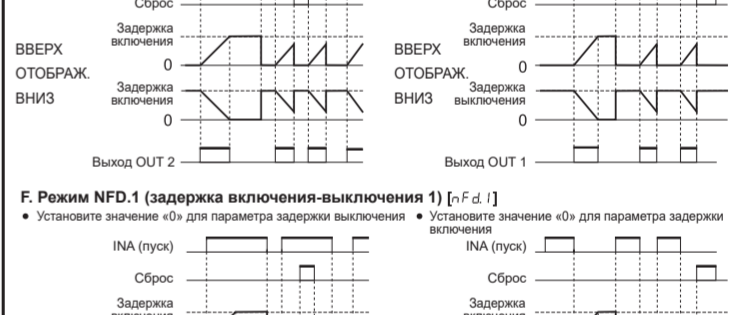 Сброс
Задержка
включения
ВВЕРХ
0
ОТОБРАЖ.
Задержка
ВНИЗ
включения
0
Выход OUT 2
Сброс
Задержка
включения
ВВЕРХ
0
ОТОБРАЖ.
Задержка
ВНИЗ
выключения
0
Выход OUT 1
F. Режим NFD.1 (задержка включения-выключения 1) [nFd.1]
• Установите значение «0» для параметра задержки выключения
INA (пуск)
Сброс
Задержка
включения
• Установите значение «0» для параметра задержки
включения
INA (пуск)
Сброс
Задержка
включения